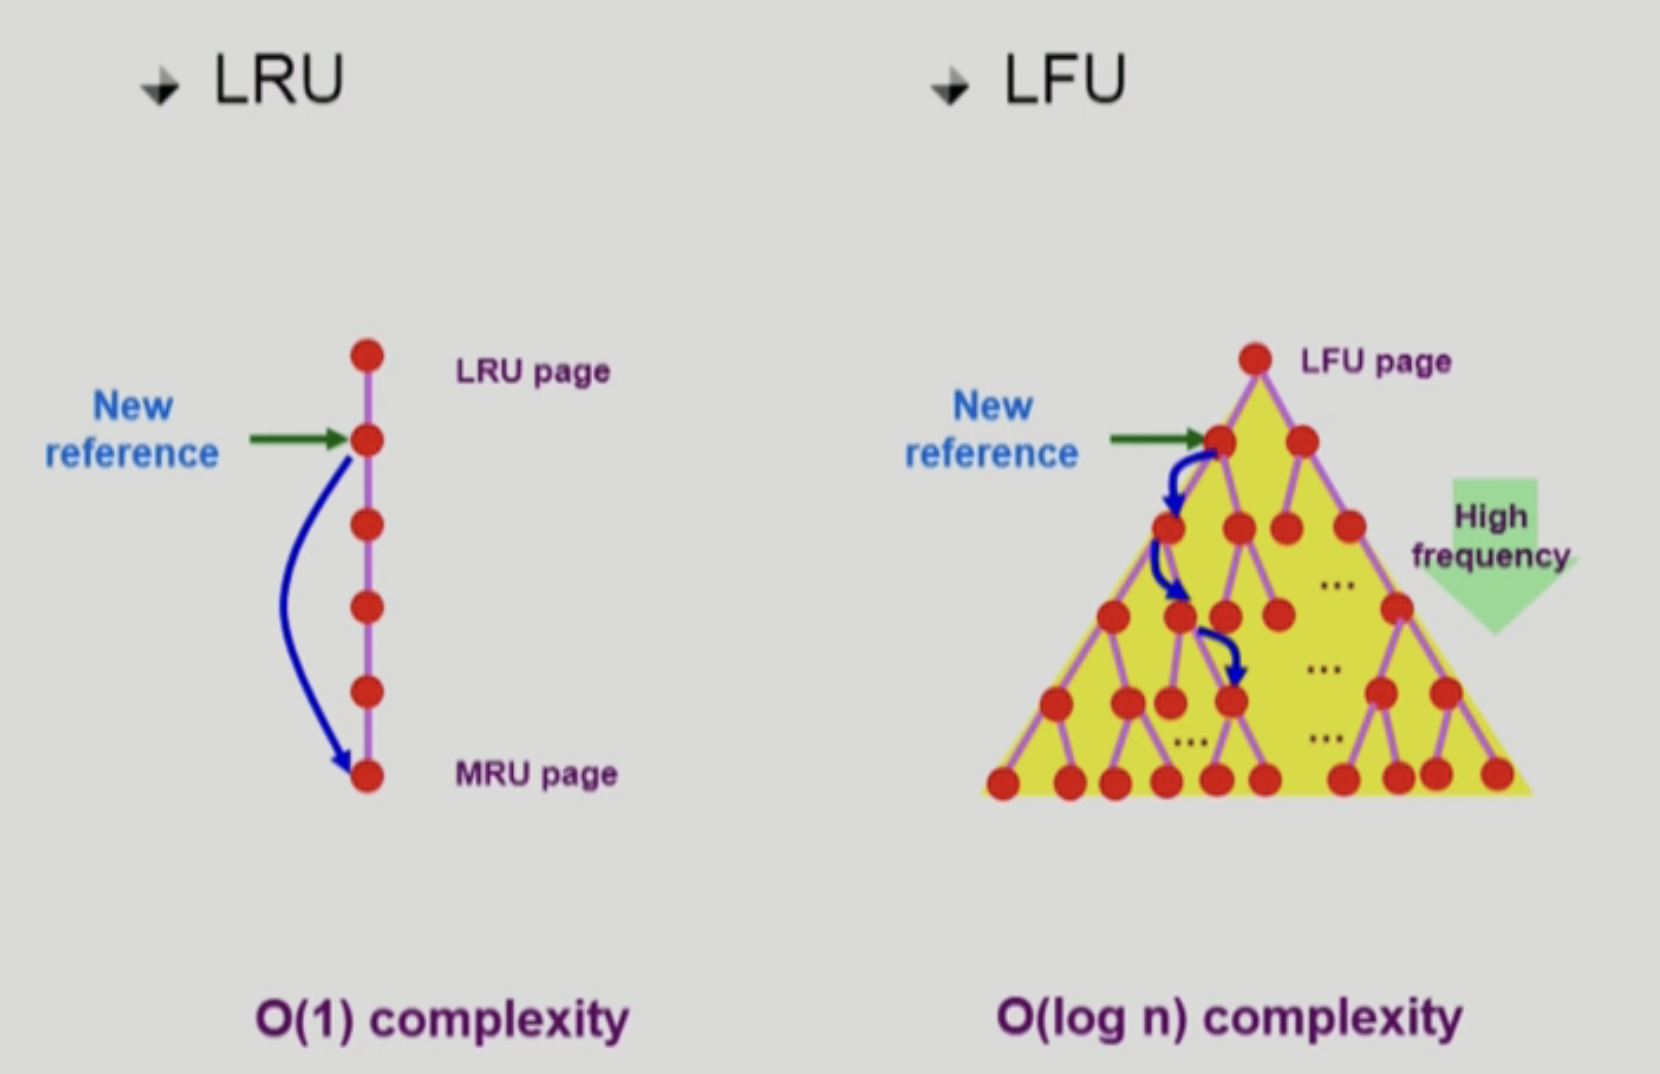 LRU
LFU
LRU page
New
reference
MRU page
O(1) complexity
LFU page
New
reference
High
frequency
...
...
...
...
O(log n) complexity